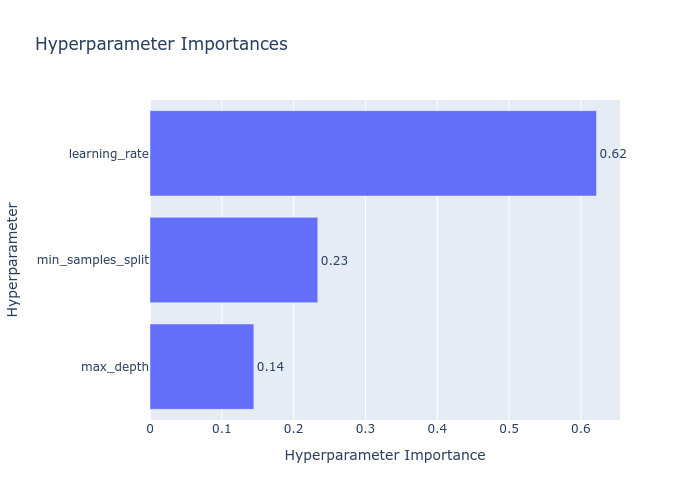 Hyperparameter Importances
Hyperparameter
learning_rate
0.62
min_samples_split
0.23
max_depth
0.14
0 0.1 0.2 0.3 0.4 0.5 0.6
Hyperparameter Importance